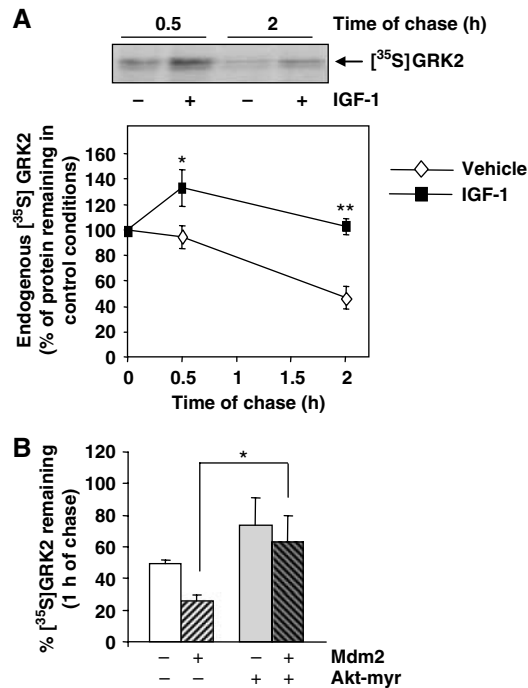 A
0.5 2 Time of chase (h)
[³⁵S]GRK2
– + – + IGF-1
Endogenous [³⁵S] GRK2
(% of protein remaining in
control conditions)
160
140
120
100
80
60
40
20
0
* **
0 0.5 1 1.5 2
Time of chase (h)
Vehicle
IGF-1
B
% [³⁵S]GRK2 remaining
(1 h of chase)
120
100
80
60
40
20
0
*
– + – + Mdm2
– – + + Akt-myr